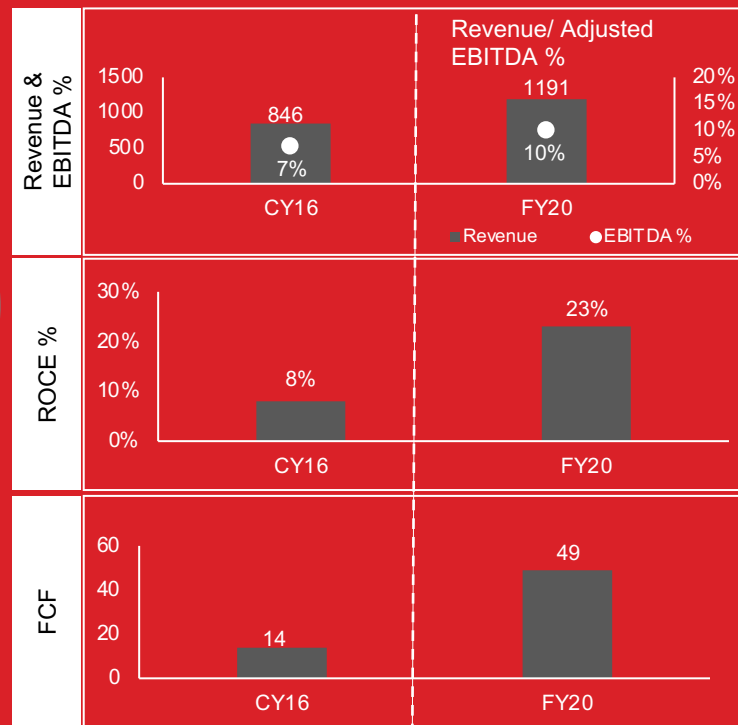 Revenue &
EBITDA %
Revenue/ Adjusted
EBITDA %
1500
1000
500
0
846
7%
1191
10%
20%
15%
10%
5%
0%
CY16
FY20
Revenue
EBITDA %
ROCE %
30%
20%
10%
0%
8%
23%
CY16
FY20
FCF
60
40
20
0
14
49
CY16
FY20